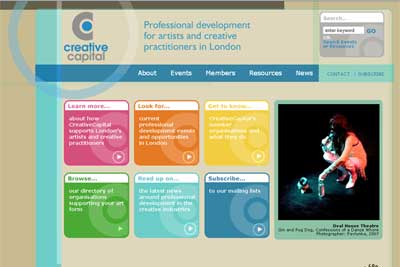 creative
capital
Professional development
for artists and creative
practitioners in London
Search...
enter keyword
GO
Search Events
or Resources
About Events Members Resources News
CONTACT | SUBSCRIBE
Learn more...
about how
CreativeCapital
supports London's
artists and creative
practitioners
Look for...
current
professional
development events and
opportunities
in London
Get to know...
CreativeCapital's
member
organisations and
what they do
Browse...
our directory of
organisations
supporting your art
form
Read up on...
the latest news
around professional
development in the
creative industries
Subscribe...
to our mailing lists
Oval House Theatre
Gin and Pug Dog, Confessions of a Dance Whore
Photographer: 2007